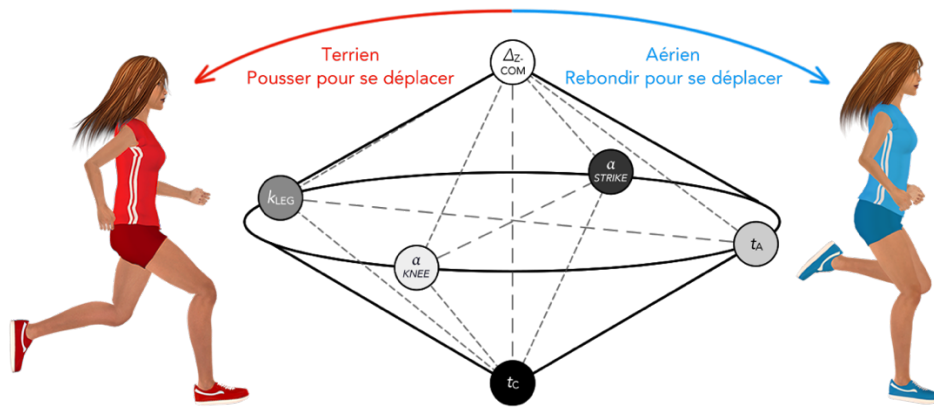 Terrien
Pousser pour se déplacer
Aérien
Rebondir pour se déplacer
Δz-
COM
α
STRIKE
kLEG
tA
α
KNEE
tC